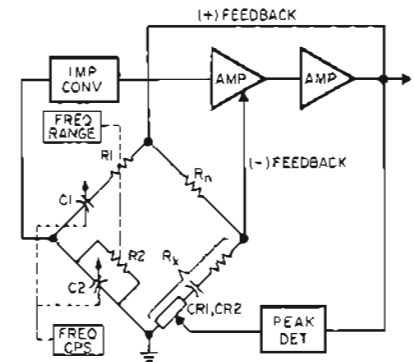 (+) FEEDBACK
IMP
CONV
AMP
AMP
FREQ
RANGE
R1
Rn
(-) FEEDBACK
C1
R2
Rx
C2
CR1, CR2
PEAK
DET
FREQ
CPS